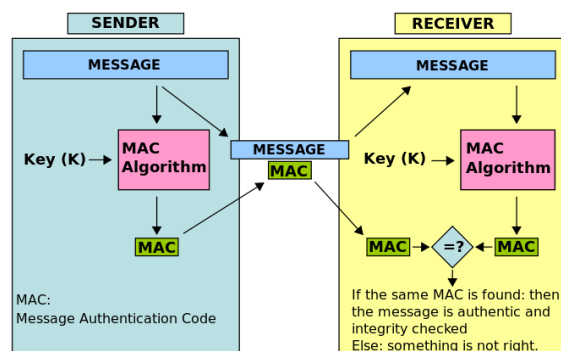 SENDER
MESSAGE
Key (K)
MAC
Algorithm
MAC
MAC:
Message Authentication Code
MESSAGE
MAC
RECEIVER
MESSAGE
Key (K)
MAC
Algorithm
MAC
=?
MAC
If the same MAC is found: then
the message is authentic and
integrity checked
Else: something is not right.